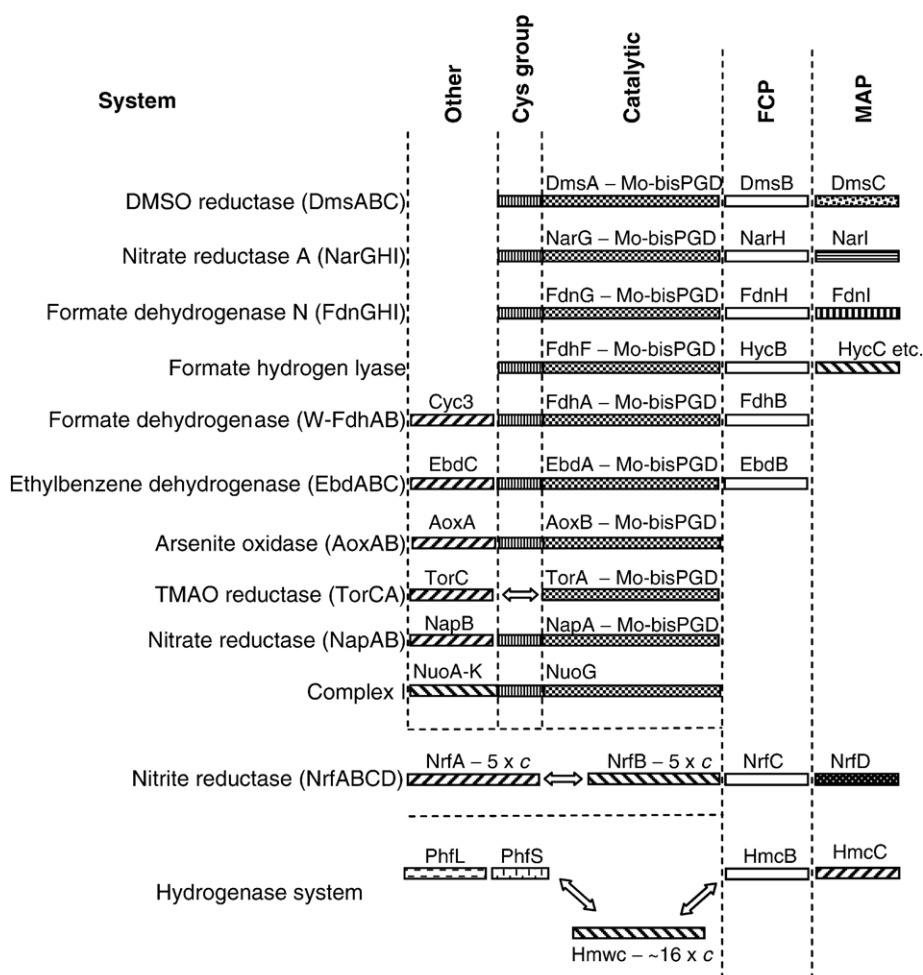 System
Other
Cys group
Catalytic
FCP
MAP
DMSO reductase (DmsABC)
DmsA – Mo-bisPGD
DmsB
DmsC
Nitrate reductase A (NarGHI)
NarG – Mo-bisPGD
NarH
NarI
Formate dehydrogenase N (FdnGHI)
FdnG – Mo-bisPGD
FdnH
FdnI
Formate hydrogen lyase
FdhF – Mo-bisPGD
HycB
HycC etc.
Formate dehydrogenase (W-FdhAB)
Cyc3
FdhA – Mo-bisPGD
FdhB
Ethylbenzene dehydrogenase (EbdABC)
EbdC
EbdA – Mo-bisPGD
EbdB
Arsenite oxidase (AoxAB)
AoxA
AoxB – Mo-bisPGD
TMAO reductase (TorCA)
TorC
TorA – Mo-bisPGD
Nitrate reductase (NapAB)
NapB
NapA – Mo-bisPGD
Complex I
NuoA-K
NuoG
Nitrite reductase (NrfABCD)
NrfA – 5 x c
NrfB – 5 x c
NrfC
NrfD
Hydrogenase system
PhfL
PhfS
HmcB
HmcC
Hmwc – ~16 x c